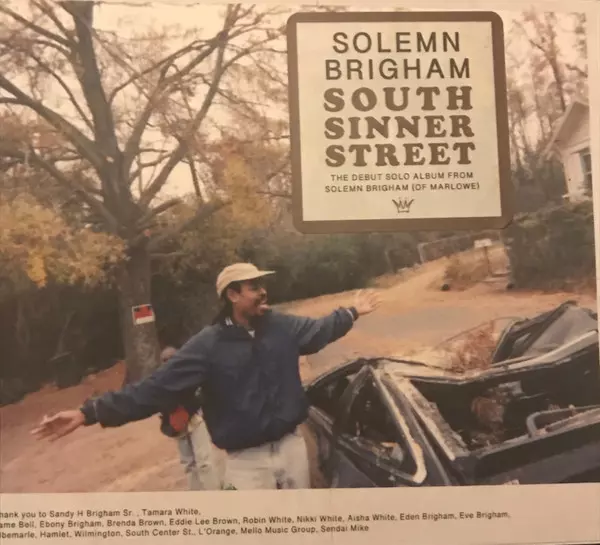 SOLEMN
BRIGHAM
SOUTH
SINNER
STREET
THE DEBUT SOLO ALBUM FROM
SOLEMN BRIGHAM (OF MARLOWE)
hank you to Sandy H Brigham Sr., Tamara White,
ame Bell, Ebony Brigham, Brenda Brown, Eddie Lee Brown, Robin White, Nikki White, Aisha White, Eden Brigham, Eve Brigham,
lbemarle, Hamlet, Wilmington, South Center St., L'Orange, Mello Music Group, Sendai Mike